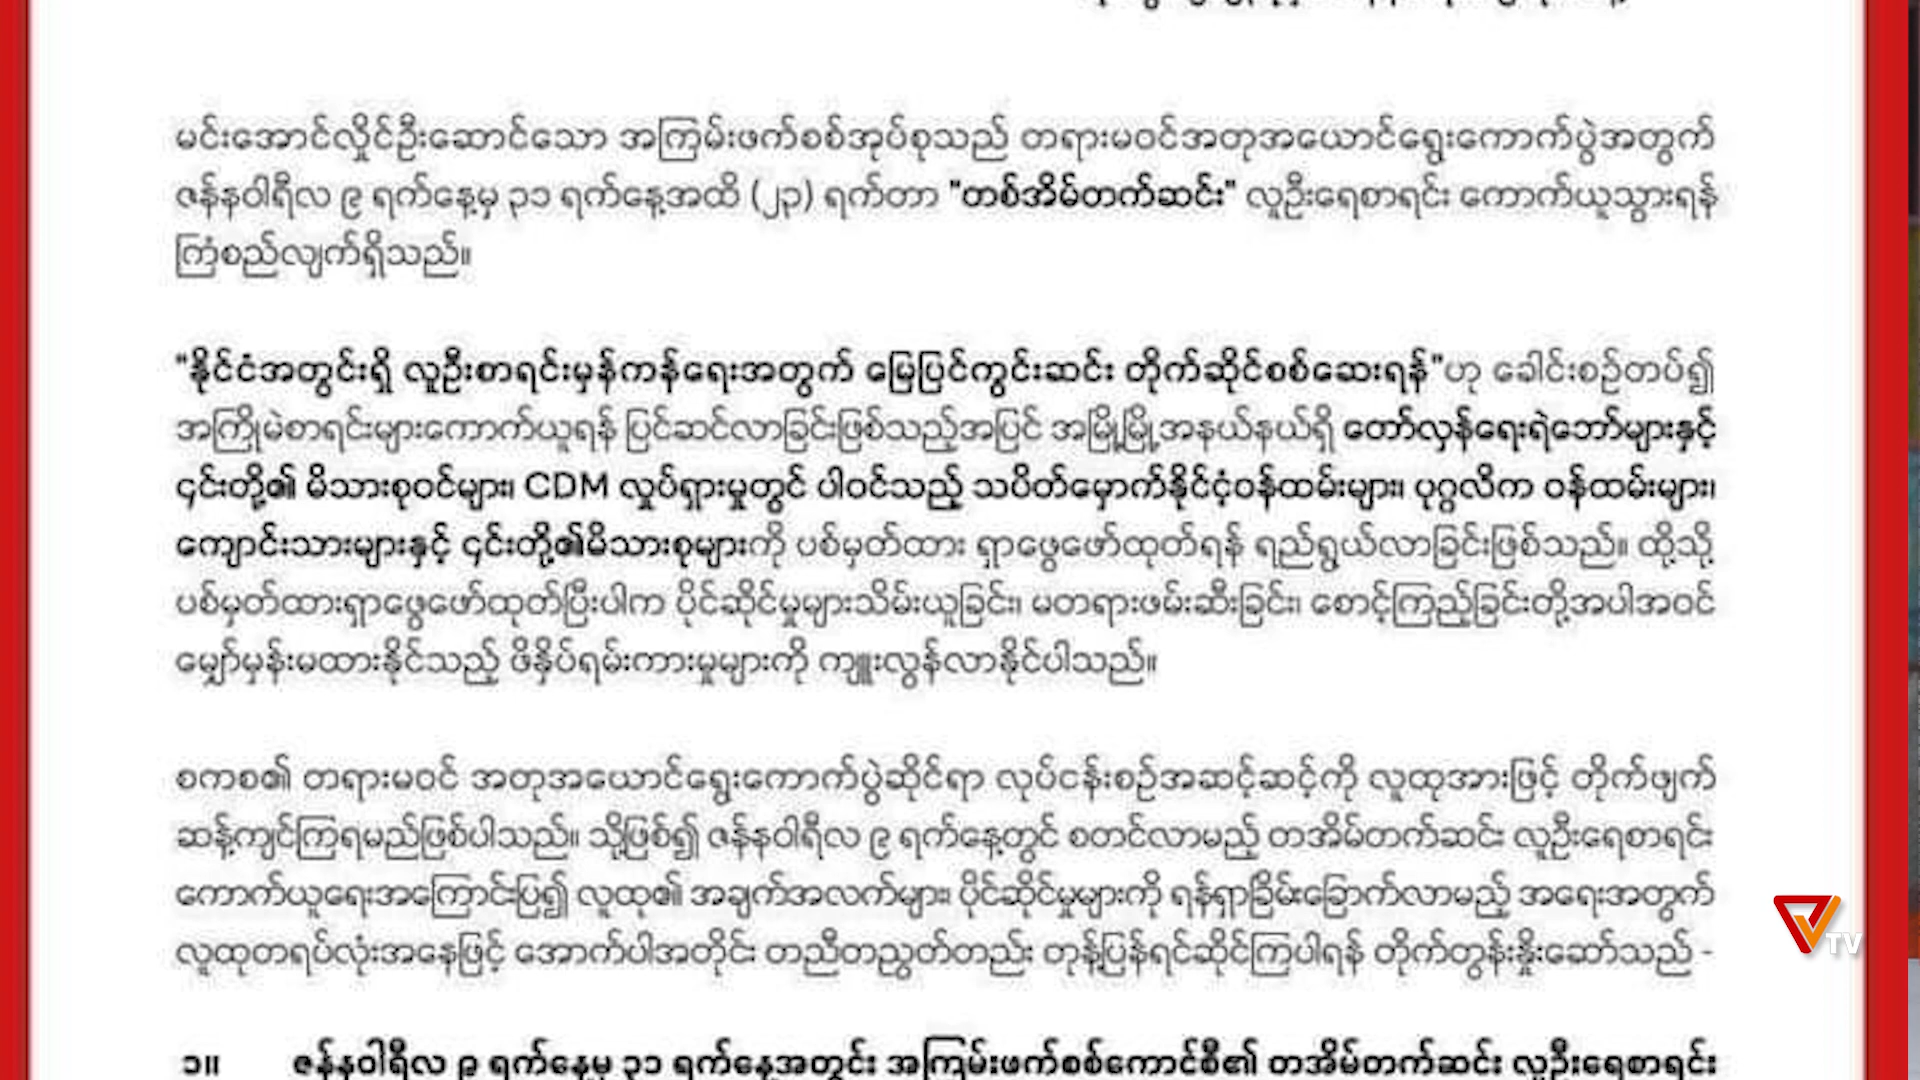 မင်းအောင်လှိုင်ဦးဆောင်သော အကြမ်းဖက်စစ်အုပ်စုသည် တရားမဝင်အတုအယောင်ရွေးကောက်ပွဲအတွက်
ဇန်နဝါရီလ ၉ ရက်နေ့မှ ၃၁ ရက်နေ့အထိ (၂၃) ရက်တာ "တစ်အိမ်တက်ဆင်း" လူဦးရေစာရင်း ကောက်ယူသွားရန်
ကြံစည်လျက်ရှိသည်။
"နိုင်ငံအတွင်းရှိ လူဦးစာရင်းမှန်ကန်ရေးအတွက် မြေပြင်ကွင်းဆင်း တိုက်ဆိုင်စစ်ဆေးရန်"ဟု ခေါင်းစဉ်တပ်၍
အကြိုမဲစာရင်းများကောက်ယူရန် ပြင်ဆင်လာခြင်းဖြစ်သည့်အပြင် အမြို့မြို့အနယ်နယ်ရှိ တော်လှန်ရေးရဲဘော်များနှင့်
၎င်းတို့၏ မိသားစုဝင်များ၊ CDM လှုပ်ရှားမှုတွင် ပါဝင်သည့် သပိတ်မှောက်နိုင်ငံ့ဝန်ထမ်းများ၊ ပုဂ္ဂလိက ဝန်ထမ်းများ၊
ကျောင်းသားများနှင့် ၎င်းတို့၏မိသားစုများကို ပစ်မှတ်ထား ရှာဖွေဖော်ထုတ်ရန် ရည်ရွယ်လာခြင်းဖြစ်သည်။ ထို့သို့
ပစ်မှတ်ထားရှာဖွေဖော်ထုတ်ပြီးပါက ပိုင်ဆိုင်မှုများသိမ်းယူခြင်း၊ မတရားဖမ်းဆီးခြင်း၊ စောင့်ကြည့်ခြင်းတို့အပါအဝင်
မျှော်မှန်းမထားနိုင်သည့် ဖိနှိပ်ရမ်းကားမှုများကို ကျူးလွန်လာနိုင်ပါသည်။
စကစ၏ တရားမဝင် အတုအယောင်ရွေးကောက်ပွဲဆိုင်ရာ လုပ်ငန်းစဉ်အဆင့်ဆင့်ကို လူထုအားဖြင့် တိုက်ဖျက်
ဆန့်ကျင်ကြရမည်ဖြစ်ပါသည်။ သို့ဖြစ်၍ ဇန်နဝါရီလ ၉ ရက်နေ့တွင် စတင်လာမည့် တအိမ်တက်ဆင်း လူဦးရေစာရင်း
ကောက်ယူရေးအကြောင်းပြ၍ လူထု၏ အချက်အလက်များ၊ ပိုင်ဆိုင်မှုများကို ရန်ရှာခြိမ်းခြောက်လာမည့် အရေးအတွက်
လူထုတရပ်လုံးအနေဖြင့် အောက်ပါအတိုင်း တညီတညွတ်တည်း တုန့်ပြန်ရင်ဆိုင်ကြပါရန် တိုက်တွန်းနှိုးဆော်သည် -
၁။ ဇန်နဝါရီလ ၉ ရက်နေ့မှ ၃၁ ရက်နေ့အတွင်း အကြမ်းဖက်စစ်ကောင်စီ၏ တအိမ်တက်ဆင်း လူဦးရေစာရင်း
TV